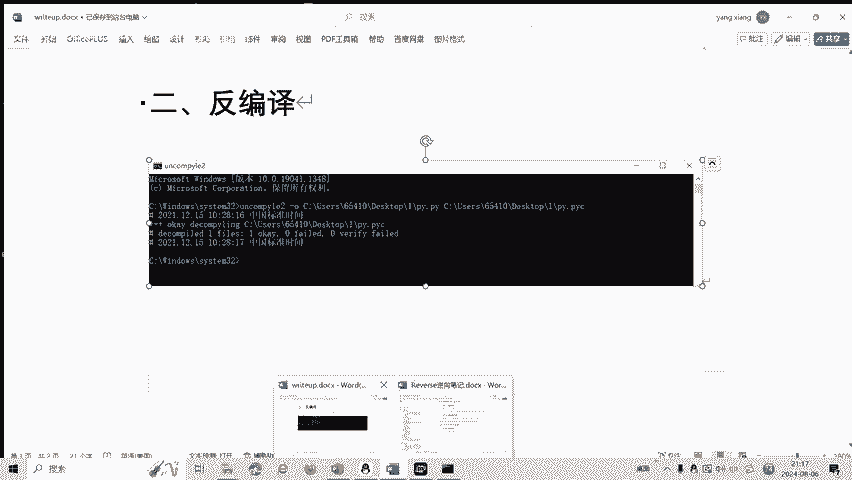 writeup.docx • 已保存到这台电脑
搜索
yang xiang
文件 开始 OfficePLUS 插入 绘图 设计 布局 引用 邮件 审阅 视图 PDF工具箱 帮助 百度网盘 图片格式
批注 编辑 共享
二、反编译
uncompyle2
Microsoft Windows [版本 10.0.19041.1348]
(c) Microsoft Corporation。保留所有权利。
C:\Windows\system32>uncompyle2 -o C:\Users\65410\Desktop\1\py.py C:\Users\65410\Desktop\1\py.pyc
# 2021.12.15 10:28:16 中国标准时间
+++ okay decompyling C:\Users\65410\Desktop\1\py.pyc
# decompiled 1 files: 1 okay, 0 failed, 0 verify failed
# 2021.12.15 10:28:17 中国标准时间
C:\Windows\system32>
writeup.docx - Word(...
Reverse逆向笔记.docx - Wor...
搜索
21:17
2024-08-06